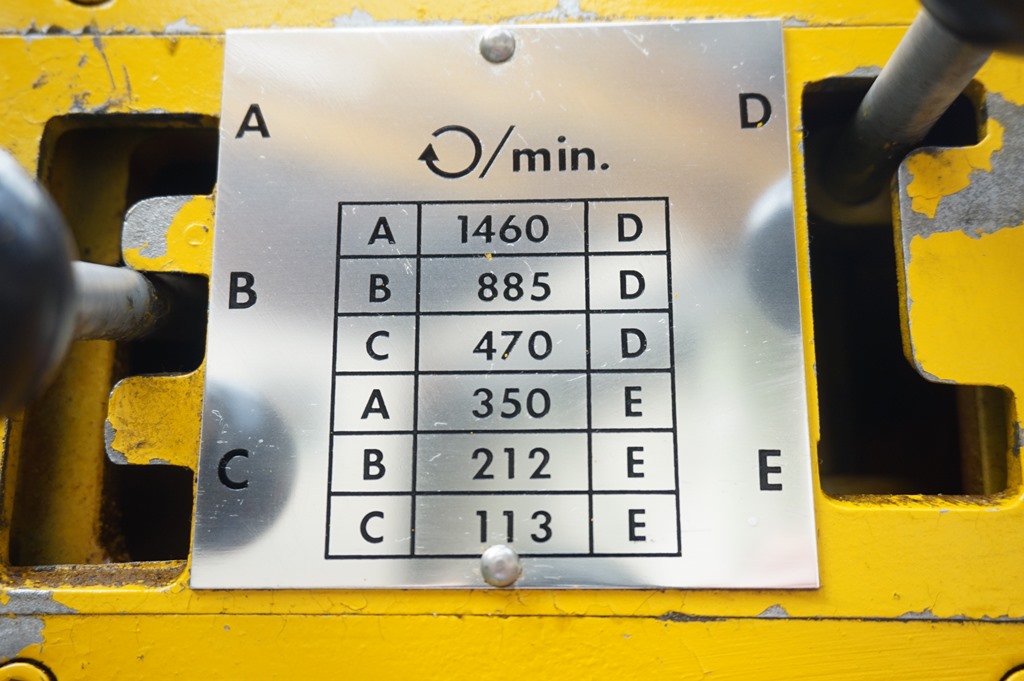 A D
/min.
A 1460 D
B 885 D
B
C 470 D
A 350 E
B 212 E
C E
C 113 E